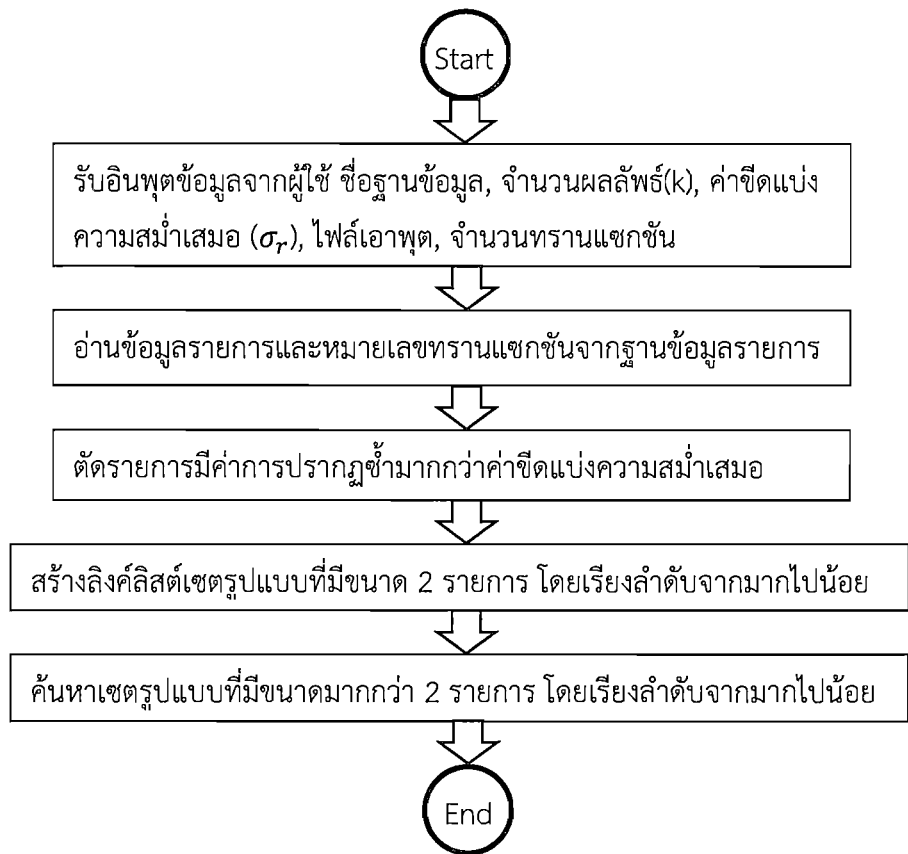 Start
รับอินพุตข้อมูลจากผู้ใช้ ชื่อฐานข้อมูล, จำนวนผลลัพธ์(k), ค่าขีดแบ่ง
ความสม่ำเสมอ (σr), ไฟล์เอาพุต, จำนวนทรานแซกชัน
อ่านข้อมูลรายการและหมายเลขทรานแซกชันจากฐานข้อมูลรายการ
ตัดรายการมีค่าการปรากฏซ้ำมากกว่าค่าขีดแบ่งความสม่ำเสมอ
สร้างลิงค์ลิสต์เซตรูปแบบที่มีขนาด 2 รายการ โดยเรียงลำดับจากมากไปน้อย
ค้นหาเซตรูปแบบที่มีขนาดมากกว่า 2 รายการ โดยเรียงลำดับจากมากไปน้อย
End